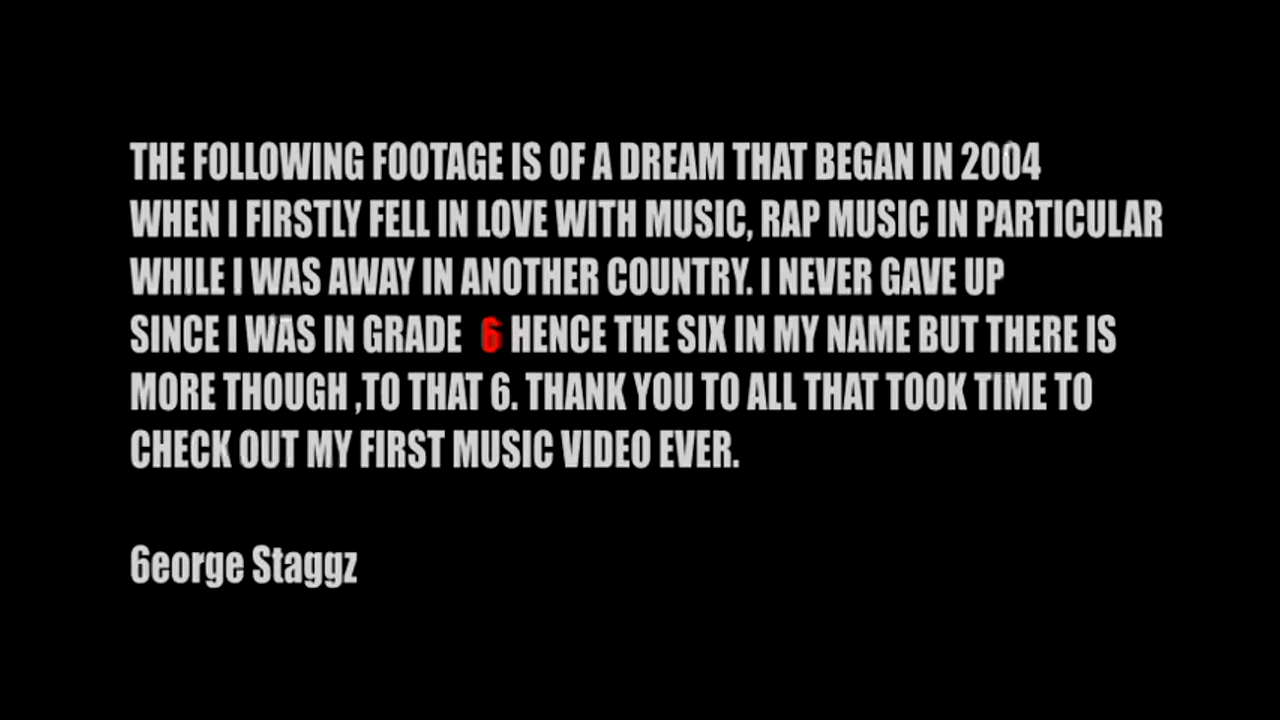 THE FOLLOWING FOOTAGE IS OF A DREAM THAT BEGAN IN 2004
WHEN I FIRSTLY FELL IN LOVE WITH MUSIC, RAP MUSIC IN PARTICULAR
WHILE I WAS AWAY IN ANOTHER COUNTRY. I NEVER GAVE UP
SINCE I WAS IN GRADE 6 HENCE THE SIX IN MY NAME BUT THERE IS
MORE THOUGH ,TO THAT 6. THANK YOU TO ALL THAT TOOK TIME TO
CHECK OUT MY FIRST MUSIC VIDEO EVER.
6eorge Staggz